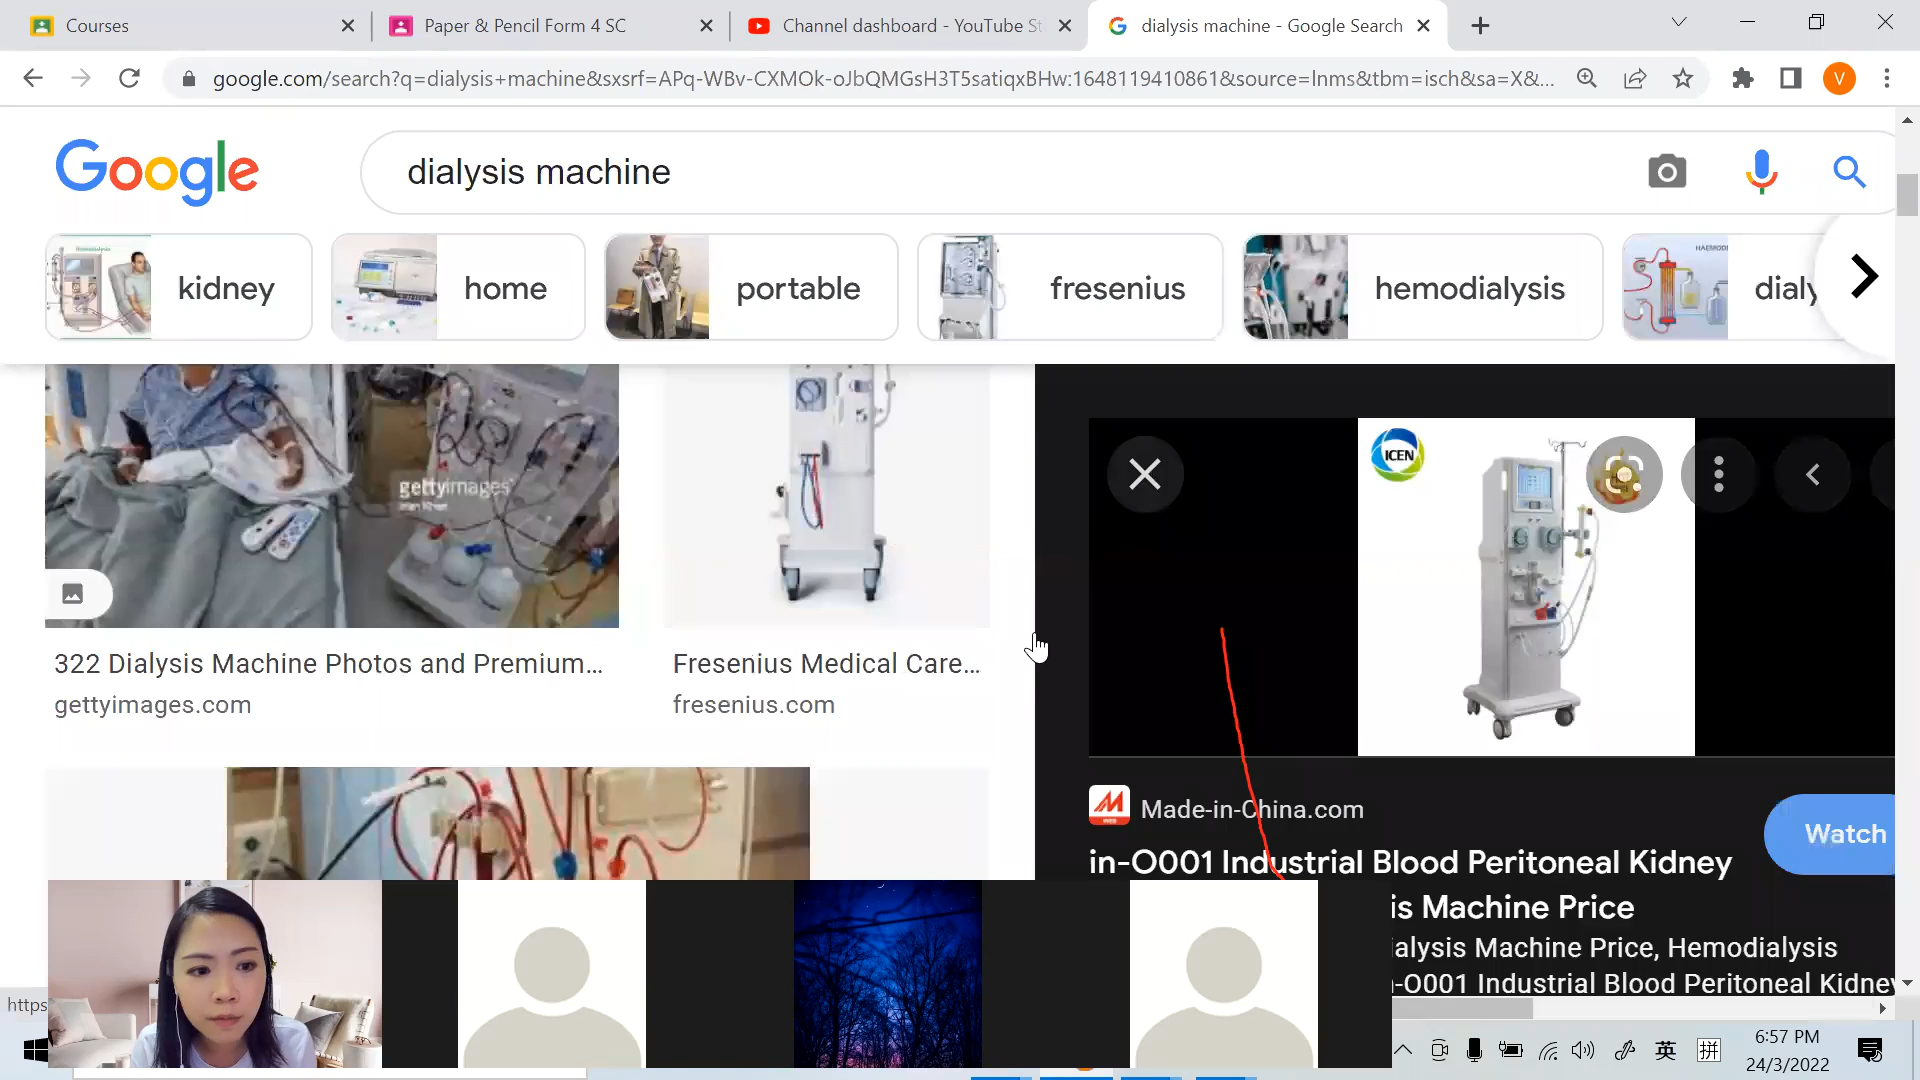 Courses
Paper & Pencil Form 4 SC
Channel dashboard - YouTube St
dialysis machine - Google Search
google.com/search?q=dialysis+machine&sxsrf=APq-WBv-CXMOk-oJbQMGsH3T5satiqxBHw:1648119410861&source=lnms&tbm=isch&sa=X&...
V
Google
dialysis machine
kidney
home
portable
fresenius
hemodialysis
HAEMOD
dialy
gettyimages
ICEN
322 Dialysis Machine Photos and Premium...
Fresenius Medical Care...
gettyimages.com
fresenius.com
Made-in-China.com
Watch
in-O001 Industrial Blood Peritoneal Kidney
is Machine Price
ialysis Machine Price, Hemodialysis
-O001 Industrial Blood Peritoneal Kidney
https
英
拼
6:57 PM
24/3/2022